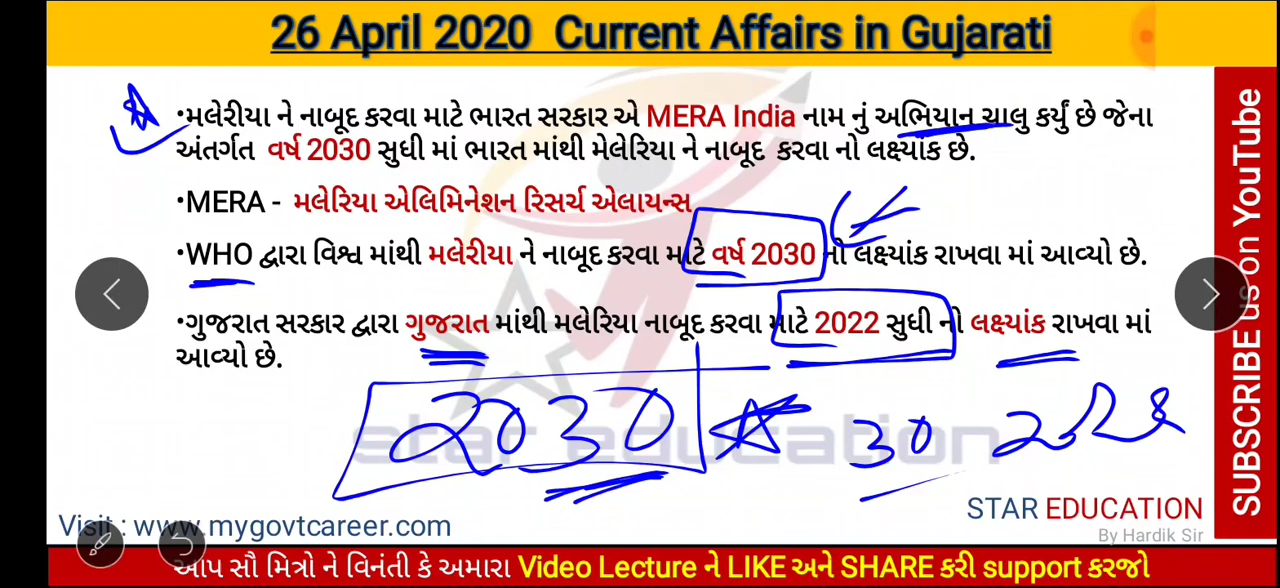 26 April 2020 Current Affairs in Gujarati
•મલેરીયા ને નાબૂદ કરવા માટે ભારત સરકાર એ MERA India નામ નું અભિયાન ચાલુ કર્યું છે જેના
અંતર્ગત વર્ષ 2030 સુધી માં ભારત માંથી મેલેરિયા ને નાબૂદ કરવા નો લક્ષ્યાંક છે.
•MERA - મલેરિયા એલિમિનેશન રિસર્ચ એલાયન્સ
•WHO દ્વારા વિશ્વ માંથી મલેરીયા ને નાબૂદ કરવા માટે વર્ષ 2030 નો લક્ષ્યાંક રાખવા માં આવ્યો છે.
•ગુજરાત સરકાર દ્વારા ગુજરાત માંથી મલેરિયા નાબૂદ કરવા માટે 2022 સુધી નો લક્ષ્યાંક રાખવા માં
આવ્યો છે.
2030 30
star education
STAR EDUCATION
By Hardik Sir
Visit : www.mygovtcareer.com
આપ સૌ મિત્રો ને વિનંતી કે અમારા Video Lecture ને LIKE અને SHARE કરી support કરજો
SUBSCRIBE us on YouTube